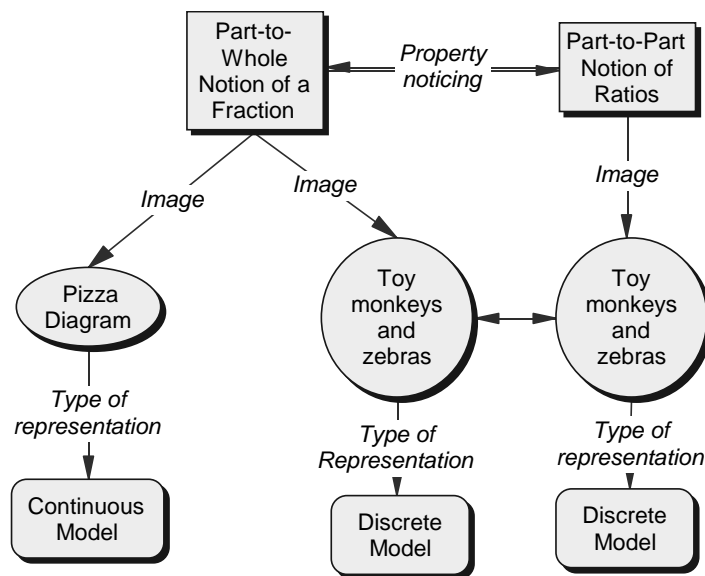 Part-to-
Whole
Notion of a
Fraction
Property
noticing
Part-to-Part
Notion of
Ratios
Image
Image
Image
Pizza
Diagram
Toy
monkeys
and
zebras
Toy
monkeys
and
zebras
Type of
representation
Type of
Representation
Type of
representation
Continuous
Model
Discrete
Model
Discrete
Model